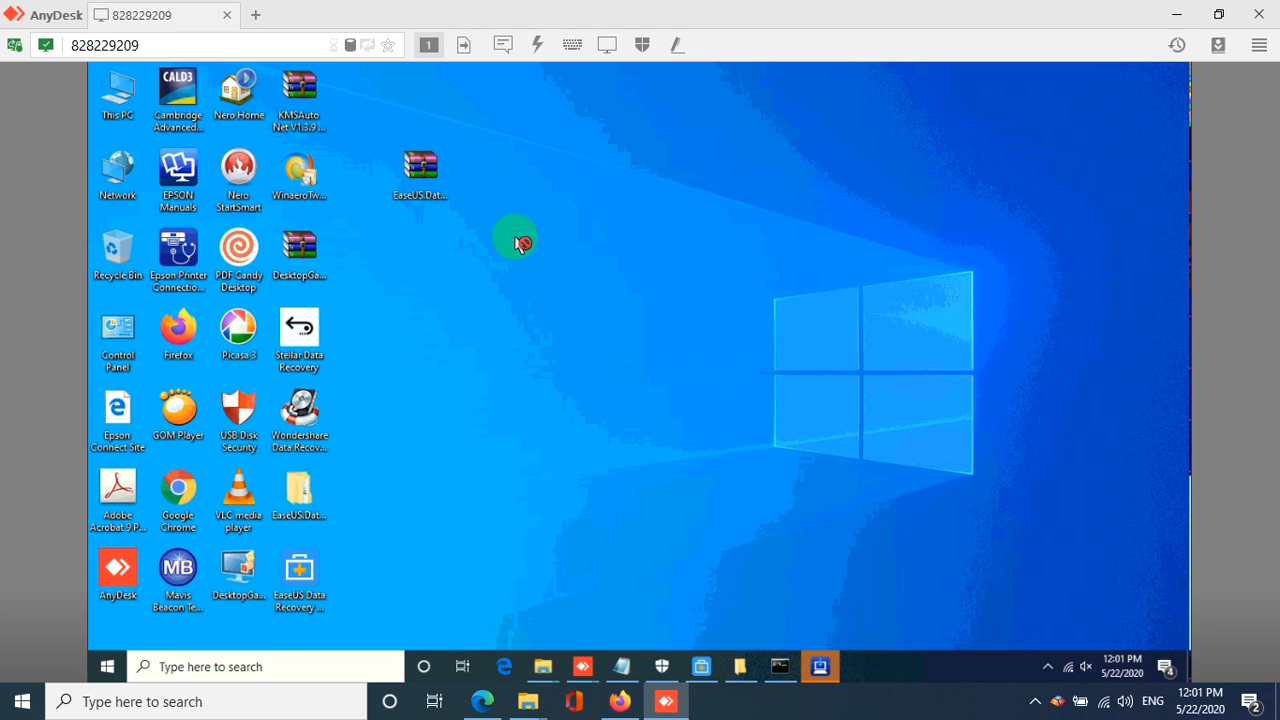 AnyDesk
828229209
828229209
1
This PC
CALD3
Cambridge
Advanced...
Nero Home
KMSAuto
Net V1.3.9...
Network
EPSON
Manuals
Nero
StartSmart
WinaeroTw...
EaseUS.Dat...
Recycle Bin
Epson Printer
Connectio...
PDF Candy
Desktop
DesktopGa...
Control
Panel
Firefox
Picasa 3
Stellar Data
Recovery
Epson
Connect Site
GOM Player
USB Disk
Security
Wondershare
Data Recov...
Adobe
Acrobat 9 P...
Google
Chrome
VLC media
player
EaseUS.Dat...
AnyDesk
MB
Mavis
Beacon Te...
DesktopGa...
EaseUS Data
Recovery ...
Type here to search
12:01 PM
5/22/2020
4
Type here to search
ENG
12:01 PM
5/22/2020
2